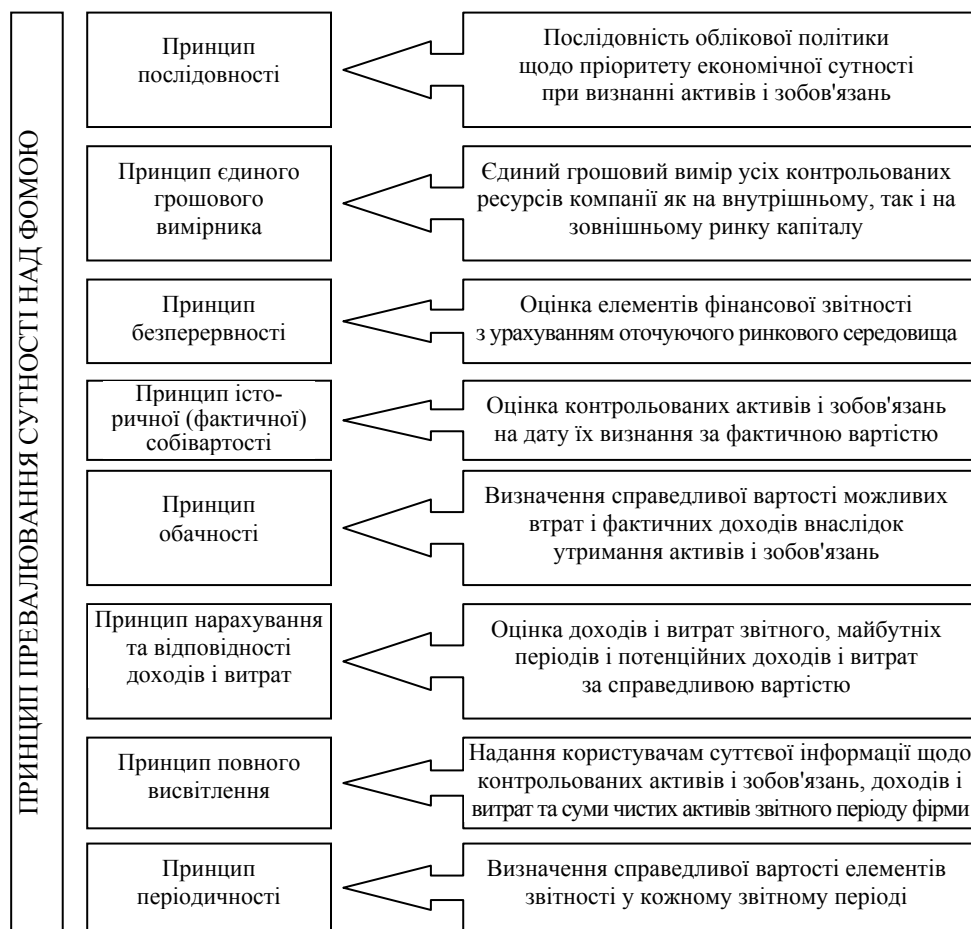 ПРИНЦИП ПРЕВАЛЮВАННЯ СУТНОСТІ НАД ФОМОЮ
Принцип
послідовності
Послідовність облікової політики
щодо пріоритету економічної сутності
при визнанні активів і зобов'язань
Принцип єдиного
грошового
вимірника
Єдиний грошовий вимір усіх контрольованих
ресурсів компанії як на внутрішньому, так і на
зовнішньому ринку капіталу
Принцип
безперервності
Оцінка елементів фінансової звітності
з урахуванням оточуючого ринкового середовища
Принцип істо-
ричної (фактичної)
собівартості
Оцінка контрольованих активів і зобов'язань
на дату їх визнання за фактичною вартістю
Принцип
обачності
Визначення справедливої вартості можливих
втрат і фактичних доходів внаслідок
утримання активів і зобов'язань
Принцип нарахування
та відповідності
доходів і витрат
Оцінка доходів і витрат звітного, майбутніх
періодів і потенційних доходів і витрат
за справедливою вартістю
Принцип повного
висвітлення
Надання користувачам суттєвої інформації щодо
контрольованих активів і зобов'язань, доходів і
витрат та суми чистих активів звітного періоду фірми
Принцип
періодичності
Визначення справедливої вартості елементів
звітності у кожному звітному періоді